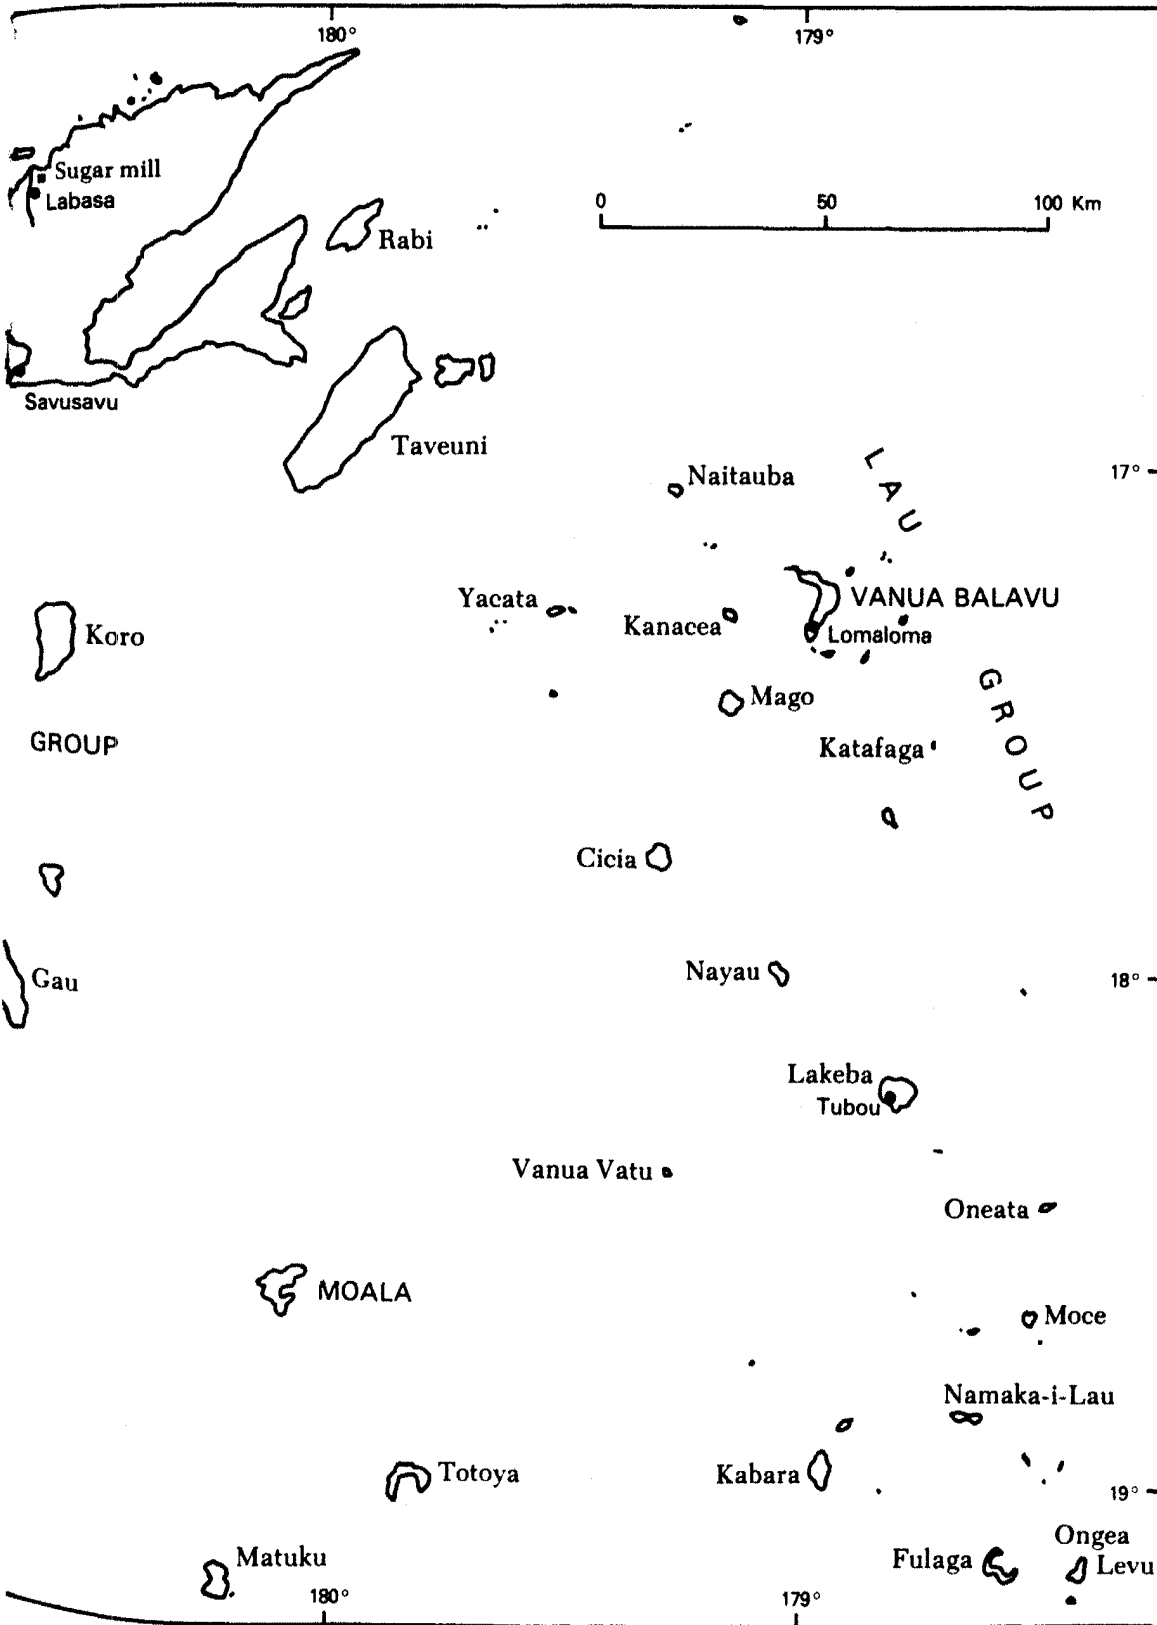 180° 179°
Sugar mill
Labasa
0 50 100 Km
Rabi
Savusavu
Taveuni
LAU
17°
Naitauba
Yacata
VANUA BALAVU
Kanacea
Lomaloma
Koro
GROUP
Mago
GROUP
Katafaga
Cicia
Gau
Nayau
18°
Lakeba
Tubou
Vanua Vatu
Oneata
MOALA
Moce
Namaka-i-Lau
Totoya
Kabara
19°
Ongea
Levu
Fulaga
Matuku
180° 179°